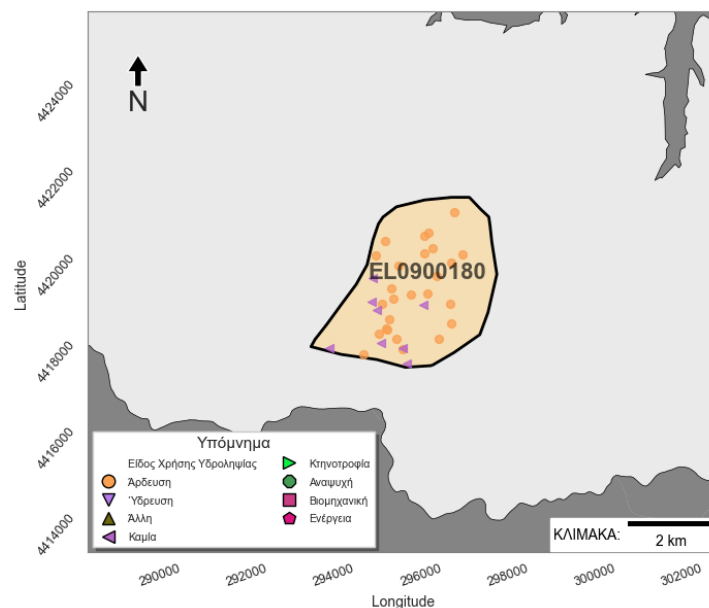 4424000
4422000
4420000
4418000
4416000
4414000
Latitude
N
EL0900180
Υπόμνημα
Είδος Χρήσης Υδροληψίας
Άρδευση
Ύδρευση
Άλλη
Καμία
Κτηνοτροφία
Αναψυχή
Βιομηχανική
Ενέργεια
ΚΛΙΜΑΚΑ:
2 km
290000 292000 294000 296000 298000 300000 302000
Longitude